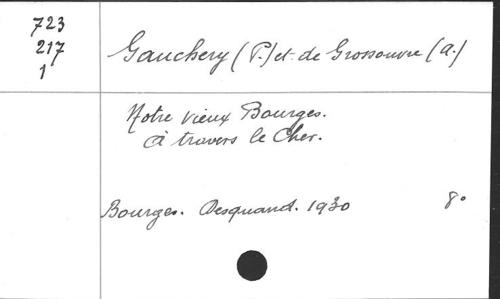 723
217
1
Gauchery (P.) et de Grossouvre (A.)
Notre vieux Bourges.
à travers le Cher.
Bourges. Desquand. 1930 8°